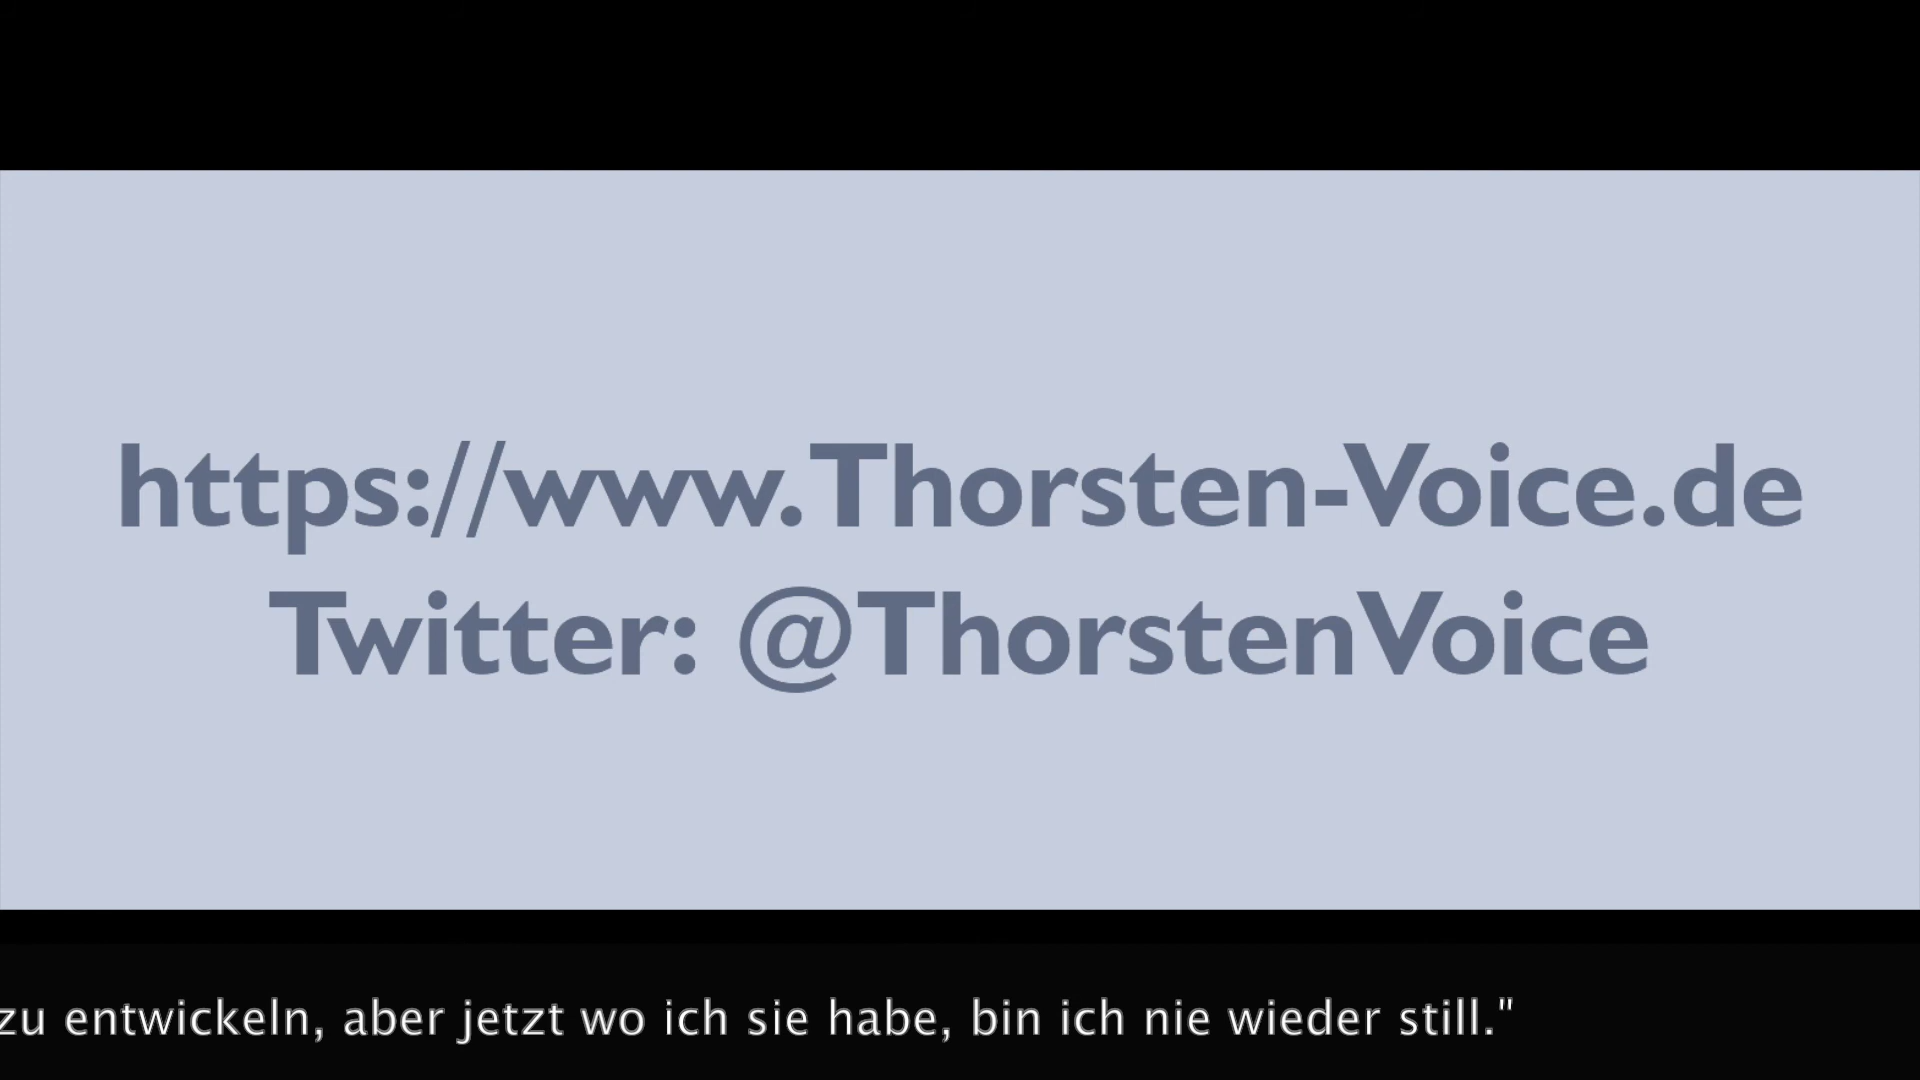 https://www.Thorsten-Voice.de
Twitter: @ThorstenVoice
zu entwickeln, aber jetzt wo ich sie habe, bin ich nie wieder still."